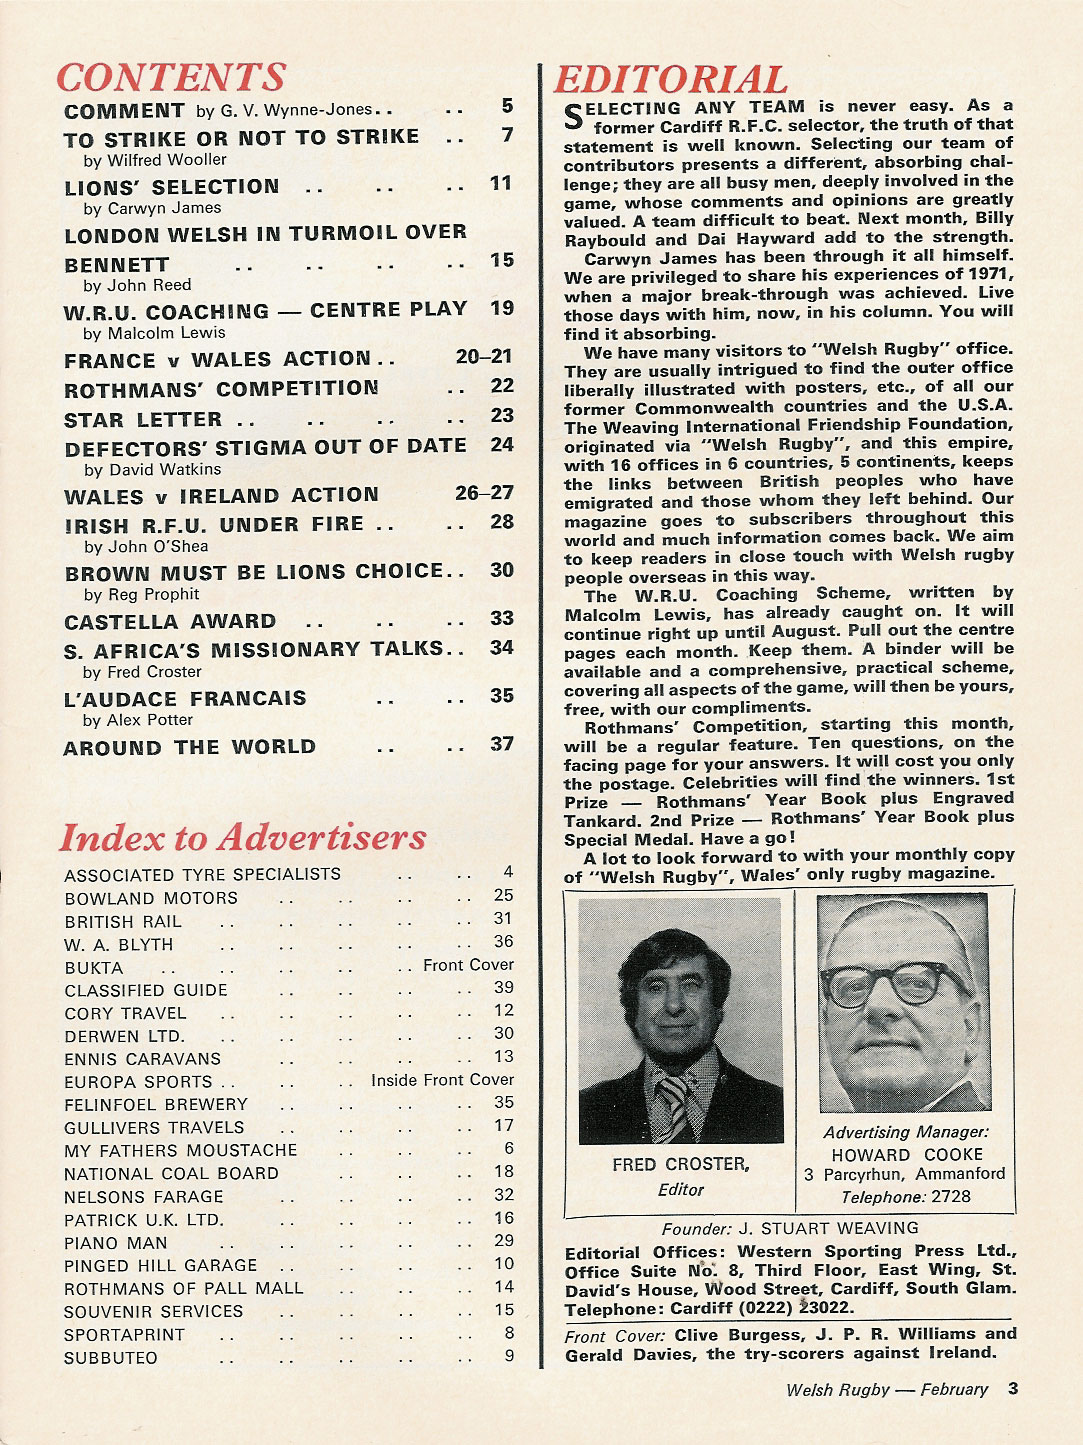 CONTENTS
COMMENT by G. V. Wynne-Jones . . . . 5
TO STRIKE OR NOT TO STRIKE . . 7
by Wilfred Wooller
LIONS' SELECTION . . . . . . 11
by Carwyn James
LONDON WELSH IN TURMOIL OVER
BENNETT . . . . . . . . 15
by John Reed
W.R.U. COACHING — CENTRE PLAY 19
by Malcolm Lewis
FRANCE v WALES ACTION . . 20–21
ROTHMANS' COMPETITION . . 22
STAR LETTER . . . . . . . . 23
DEFECTORS' STIGMA OUT OF DATE 24
by David Watkins
WALES v IRELAND ACTION 26–27
IRISH R.F.U. UNDER FIRE . . . . 28
by John O'Shea
BROWN MUST BE LIONS CHOICE . . 30
by Reg Prophit
CASTELLA AWARD . . . . . . 33
S. AFRICA'S MISSIONARY TALKS . . 34
by Fred Croster
L'AUDACE FRANCAIS . . . . 35
by Alex Potter
AROUND THE WORLD . . . . 37
Index to Advertisers
ASSOCIATED TYRE SPECIALISTS . . . . 4
BOWLAND MOTORS . . . . . . . . 25
BRITISH RAIL . . . . . . . . . . 31
W. A. BLYTH . . . . . . . . . . 36
BUKTA . . . . . . . . . . Front Cover
CLASSIFIED GUIDE . . . . . . . . 39
CORY TRAVEL . . . . . . . . . . 12
DERWEN LTD. . . . . . . . . . . 30
ENNIS CARAVANS . . . . . . . . 13
EUROPA SPORTS . . . . . . Inside Front Cover
FELINFOEL BREWERY . . . . . . . . 35
GULLIVERS TRAVELS . . . . . . . . 17
MY FATHERS MOUSTACHE . . . . . . 6
NATIONAL COAL BOARD . . . . . . 18
NELSONS FARAGE . . . . . . . . 32
PATRICK U.K. LTD. . . . . . . . . 16
PIANO MAN . . . . . . . . . . 29
PINGED HILL GARAGE . . . . . . . . 10
ROTHMANS OF PALL MALL . . . . . . 14
SOUVENIR SERVICES . . . . . . . . 15
SPORTAPRINT . . . . . . . . . . 8
SUBBUTEO . . . . . . . . . . 9
EDITORIAL
SELECTING ANY TEAM is never easy. As a
former Cardiff R.F.C. selector, the truth of that
statement is well known. Selecting our team of
contributors presents a different, absorbing chal-
lenge; they are all busy men, deeply involved in the
game, whose comments and opinions are greatly
valued. A team difficult to beat. Next month, Billy
Raybould and Dai Hayward add to the strength.
Carwyn James has been through it all himself.
We are privileged to share his experiences of 1971,
when a major break-through was achieved. Live
those days with him, now, in his column. You will
find it absorbing.
We have many visitors to "Welsh Rugby" office.
They are usually intrigued to find the outer office
liberally illustrated with posters, etc., of all our
former Commonwealth countries and the U.S.A.
The Weaving International Friendship Foundation,
originated via "Welsh Rugby", and this empire,
with 16 offices in 6 countries, 5 continents, keeps
the links between British peoples who have
emigrated and those whom they left behind. Our
magazine goes to subscribers throughout this
world and much information comes back. We aim
to keep readers in close touch with Welsh rugby
people overseas in this way.
The W.R.U. Coaching Scheme, written by
Malcolm Lewis, has already caught on. It will
continue right up until August. Pull out the centre
pages each month. Keep them. A binder will be
available and a comprehensive, practical scheme,
covering all aspects of the game, will then be yours,
free, with our compliments.
Rothmans' Competition, starting this month,
will be a regular feature. Ten questions, on the
facing page for your answers. It will cost you only
the postage. Celebrities will find the winners. 1st
Prize — Rothmans' Year Book plus Engraved
Tankard. 2nd Prize — Rothmans' Year Book plus
Special Medal. Have a go!
A lot to look forward to with your monthly copy
of "Welsh Rugby", Wales' only rugby magazine.
FRED CROSTER,
Editor
Advertising Manager:
HOWARD COOKE
3 Parcyrhun, Ammanford
Telephone: 2728
Founder: J. STUART WEAVING
Editorial Offices: Western Sporting Press Ltd.,
Office Suite No. 8, Third Floor, East Wing, St.
David's House, Wood Street, Cardiff, South Glam.
Telephone: Cardiff (0222) 23022.
Front Cover: Clive Burgess, J. P. R. Williams and
Gerald Davies, the try-scorers against Ireland.
Welsh Rugby — February 3